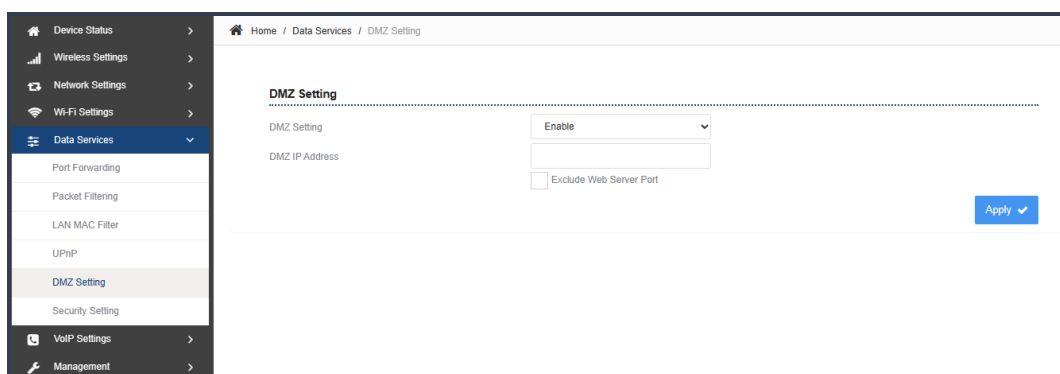 Device Status
Wireless Settings
Network Settings
Wi-Fi Settings
Data Services
Port Forwarding
Packet Filtering
LAN MAC Filter
UPnP
DMZ Setting
Security Setting
VoIP Settings
Management
Home / Data Services / DMZ Setting
DMZ Setting
DMZ Setting Enable
DMZ IP Address
Exclude Web Server Port
Apply